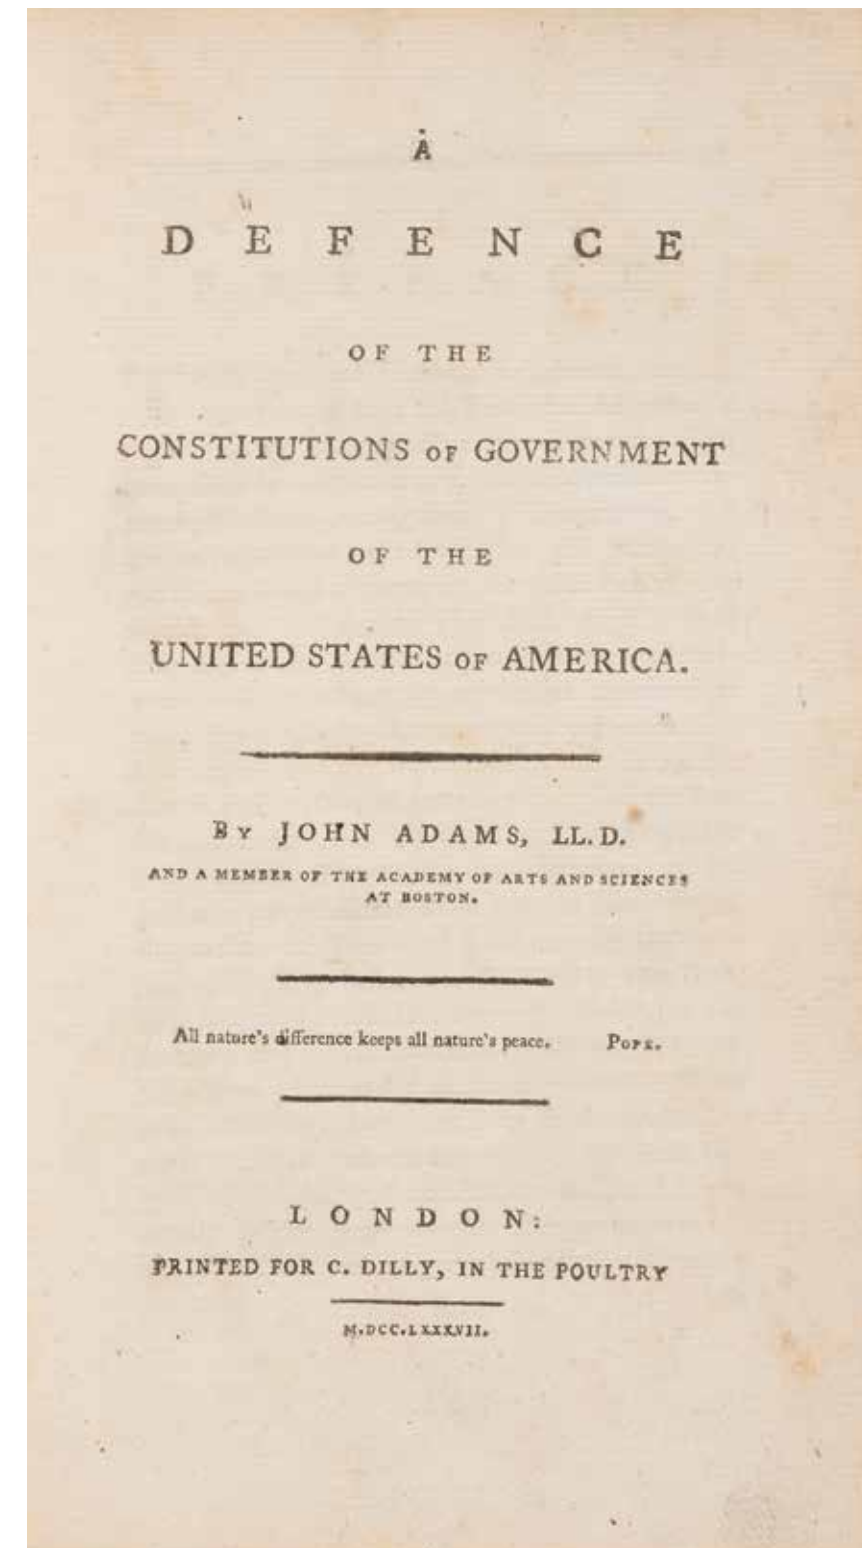 A
DEFENCE
OF THE
CONSTITUTIONS OF GOVERNMENT
OF THE
UNITED STATES OF AMERICA.
BY JOHN ADAMS, LL.D.
AND A MEMBER OF THE ACADEMY OF ARTS AND SCIENCES
AT BOSTON.
All nature's difference keeps all nature's peace. POPE.
LONDON:
PRINTED FOR C. DILLY, IN THE POULTRY
M.DCC.LXXXVII.